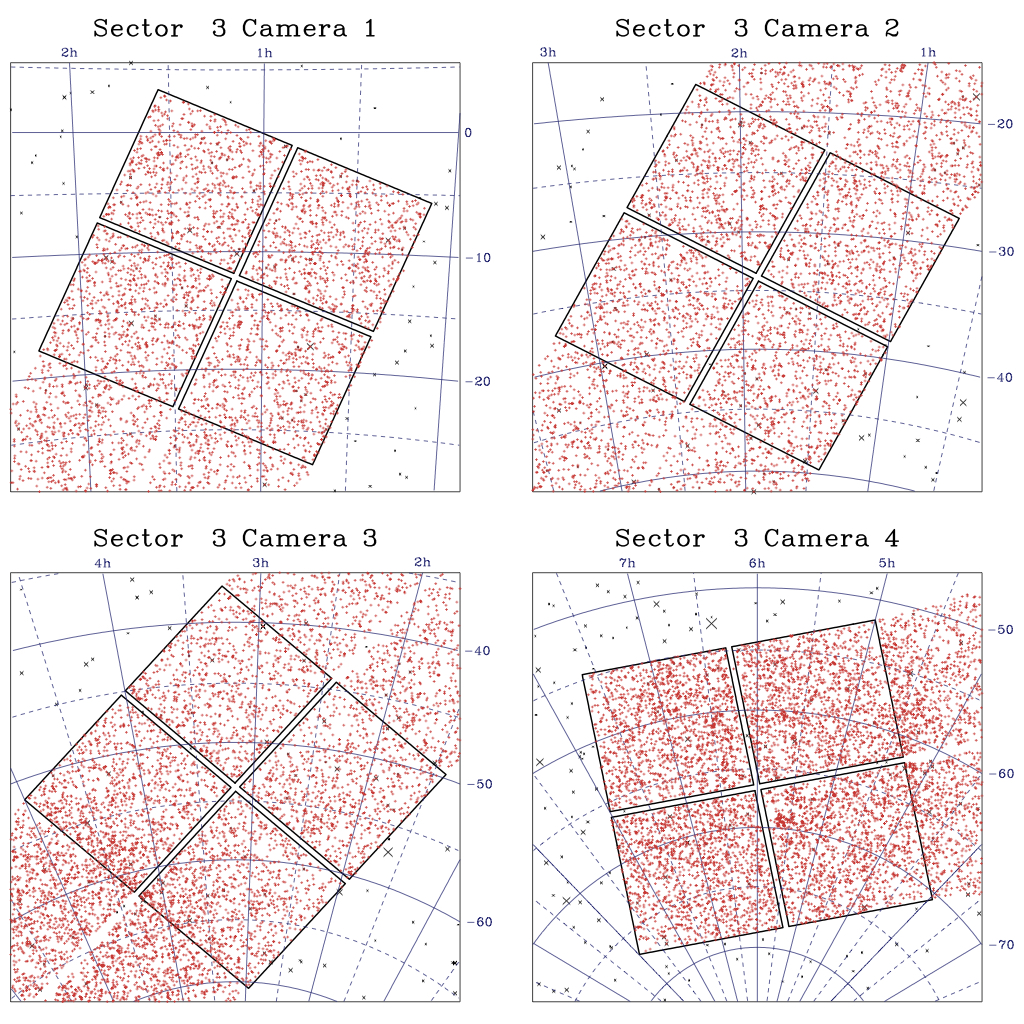 Sector 3 Camera 1
2h 1h
0
-10
-20
Sector 3 Camera 2
3h 2h 1h
-20
-30
-40
Sector 3 Camera 3
4h 3h 2h
-40
-50
-60
Sector 3 Camera 4
7h 6h 5h
-50
-60
-70